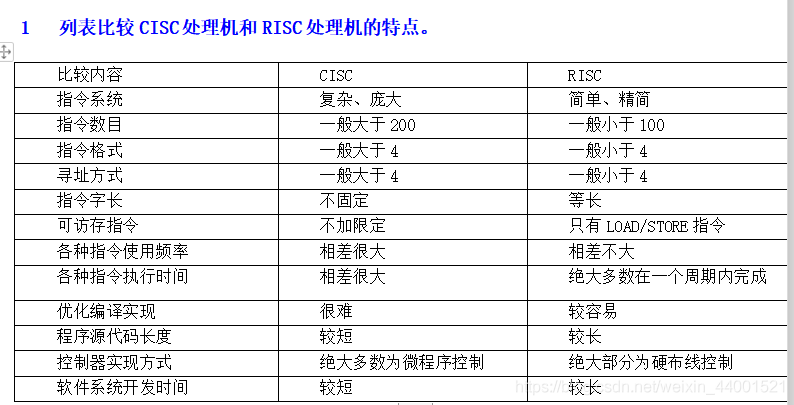 1 列表比较 CISC 处理机和 RISC 处理机的特点。
比较内容 CISC RISC
指令系统 复杂、庞大 简单、精简
指令数目 一般大于 200 一般小于 100
指令格式 一般大于 4 一般小于 4
寻址方式 一般大于 4 一般小于 4
指令字长 不固定 等长
可访存指令 不加限定 只有 LOAD/STORE 指令
各种指令使用频率 相差很大 相差不大
各种指令执行时间 相差很大 绝大多数在一个周期内完成
优化编译实现 很难 较容易
程序源代码长度 较短 较长
控制器实现方式 绝大多数为微程序控制 绝大部分为硬布线控制
软件系统开发时间 较短 较长